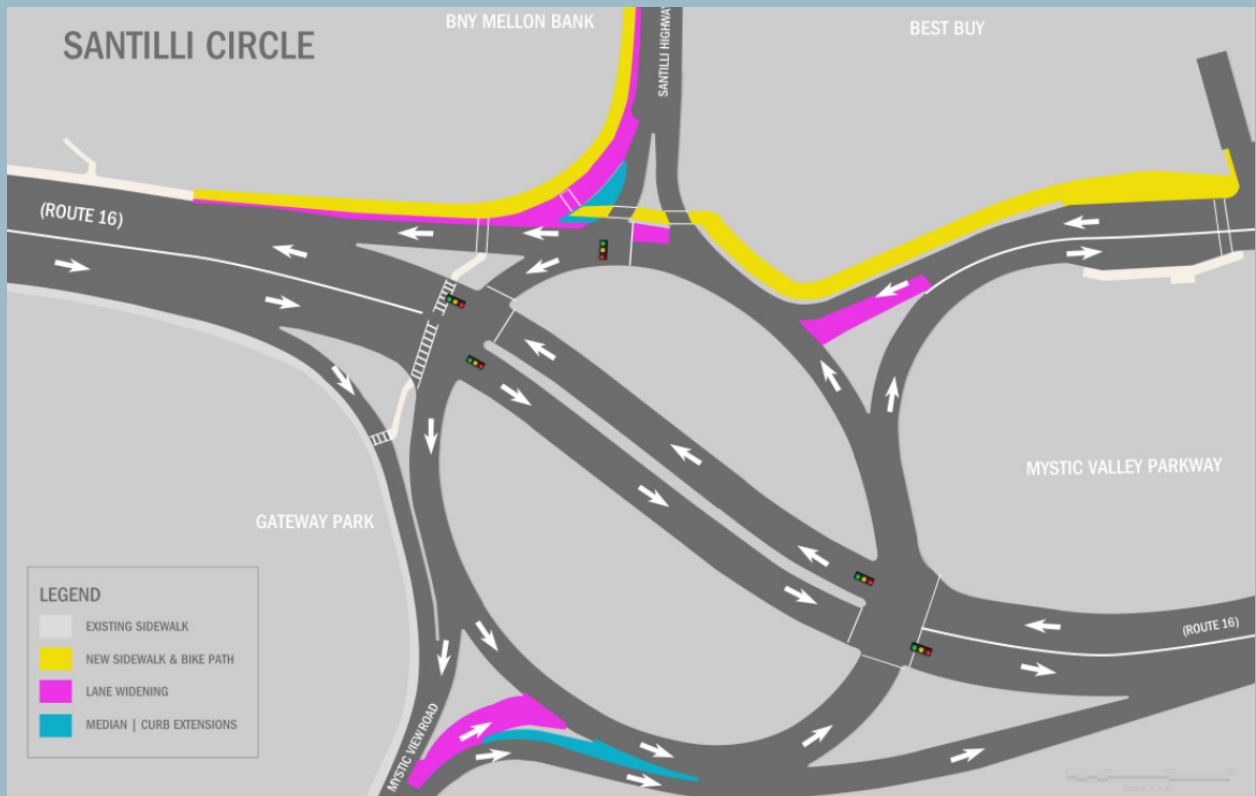 BNY MELLON BANK
BEST BUY
SANTILLI CIRCLE
SANTILLI HIGHWAY
(ROUTE 16)
MYSTIC VALLEY PARKWAY
GATEWAY PARK
LEGEND
EXISTING SIDEWALK
NEW SIDEWALK & BIKE PATH
LANE WIDENING
MEDIAN | CURB EXTENSIONS
(ROUTE 16)
MYSTIC VIEW ROAD